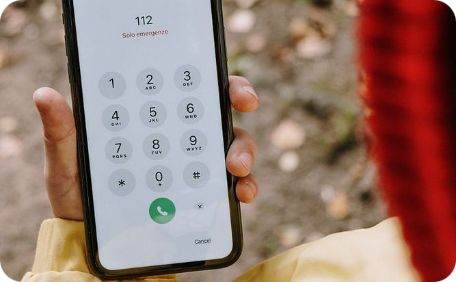 112
Solo emergenze
1 2 3
ABC DEF
4 5 6
GHI JKL MNO
7 8 9
PQRS TUV WXYZ
* 0 #
+
Cancel